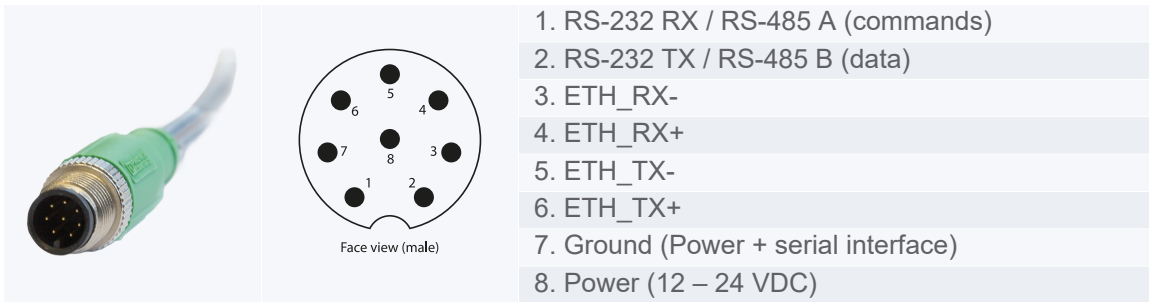 5
6
4
7
8
3
1
2
Face view (male)
1. RS-232 RX / RS-485 A (commands)
2. RS-232 TX / RS-485 B (data)
3. ETH_RX-
4. ETH_RX+
5. ETH_TX-
6. ETH_TX+
7. Ground (Power + serial interface)
8. Power (12 – 24 VDC)